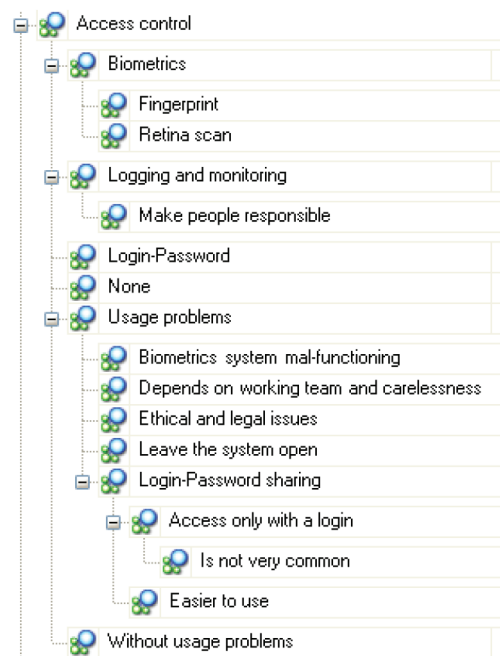 Access control
Biometrics
Fingerprint
Retina scan
Logging and monitoring
Make people responsible
Login-Password
None
Usage problems
Biometrics system mal-functioning
Depends on working team and carelessness
Ethical and legal issues
Leave the system open
Login-Password sharing
Access only with a login
Is not very common
Easier to use
Without usage problems